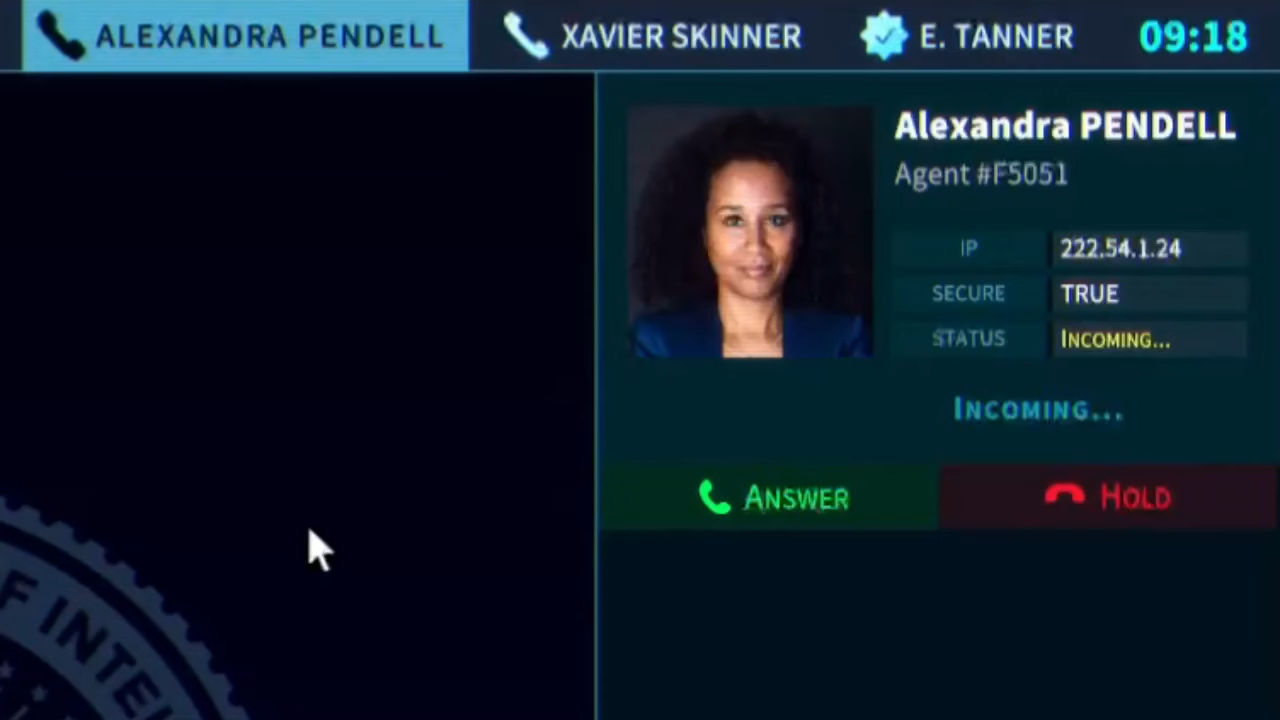 ALEXANDRA PENDELL XAVIER SKINNER E. TANNER 09:18
Alexandra PENDELL
Agent #F5051
IP 222.54.1.24
SECURE TRUE
STATUS INCOMING...
INCOMING...
ANSWER HOLD
F INTEL